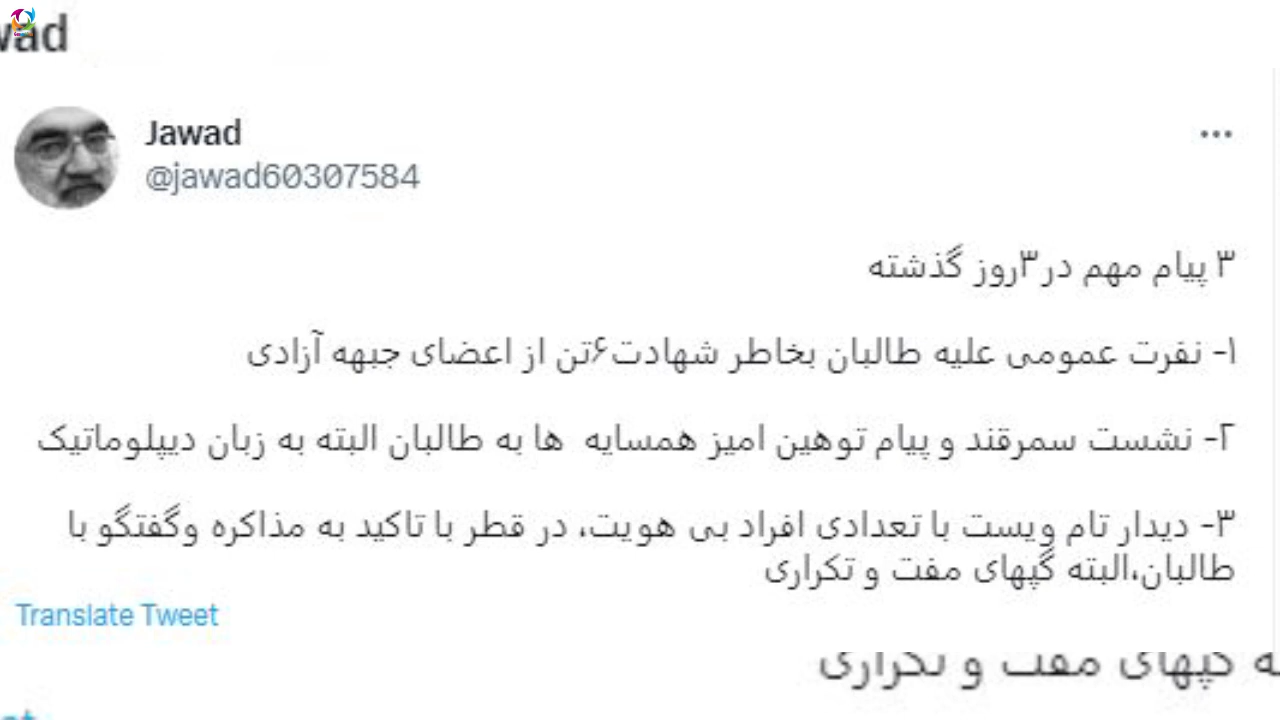 wad
Jawad
@jawad60307584
۳ پیام مهم در۳روز گذشته
۱- نفرت عمومی علیه طالبان بخاطر شهادت۶تن از اعضای جبهه آزادی
۲- نشست سمرقند و پیام توهین امیز همسایه ها به طالبان البته به زبان دیپلوماتیک
۳- دیدار تام ویست با تعدادی افراد بی هویت، در قطر با تاکید به مذاکره وگفتگو با
طالبان،البته گپهای مفت و تکراری
Translate Tweet
ه گپهای مفت و تکراری